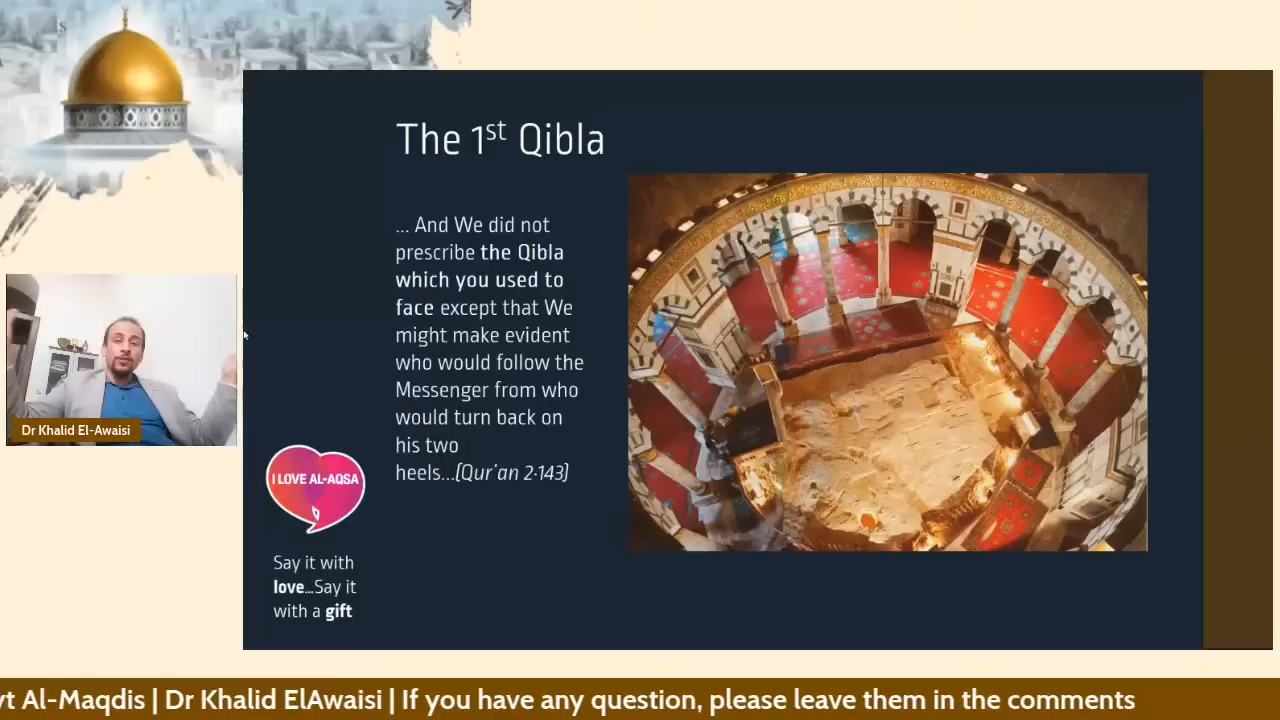 The 1st Qibla
... And We did not
prescribe the Qibla
which you used to
face except that We
might make evident
who would follow the
Messenger from who
would turn back on
his two
heels...[Qur'an 2:143]
Dr Khalid El-Awaisi
I LOVE AL-AQSA
Say it with
love...Say it
with a gift
Al-Maqdis | Dr Khalid ElAwaisi | If you have any question, please leave them in the comments